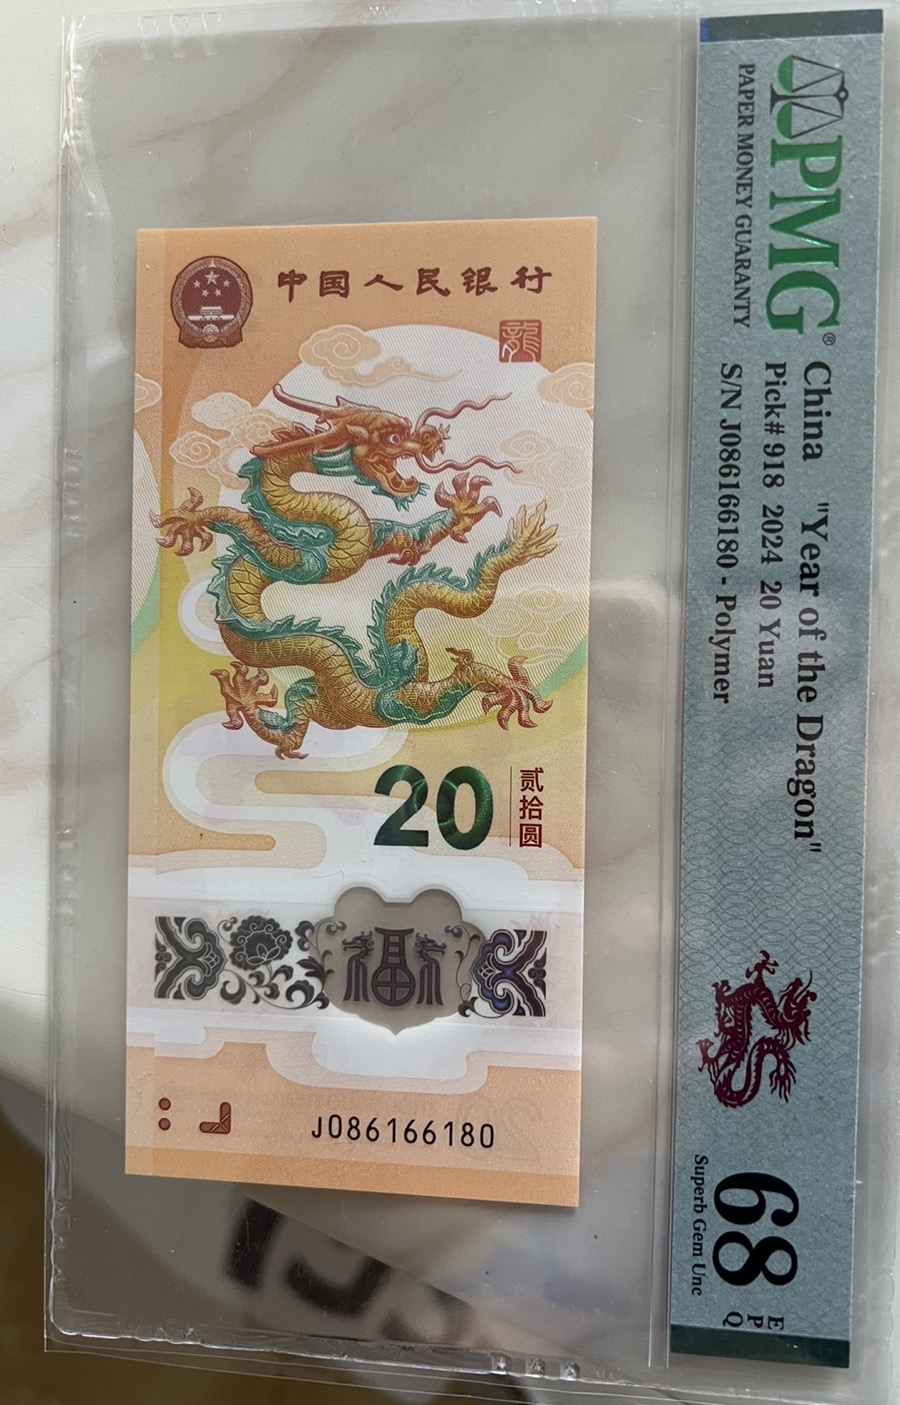 中国人民银行
龍
20
贰拾圆
福
J086166180
PMG®
PAPER MONEY GUARANTY
China "Year of the Dragon"
Pick# 918 2024 20 Yuan
S/N J086166180 - Polymer
68
EPQ
Superb Gem Unc